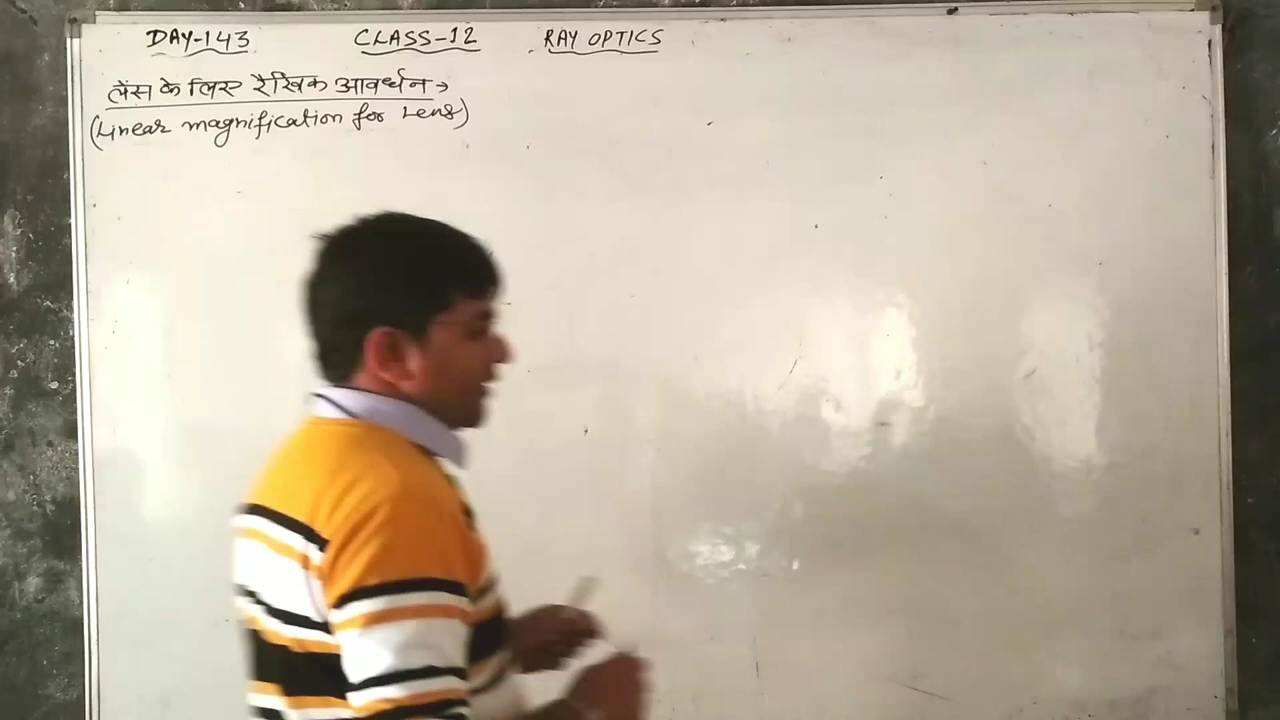 DAY-143 CLASS-12 RAY OPTICS
लेंस के लिए रैखिक आवर्धन →
(Linear magnification for Lens)